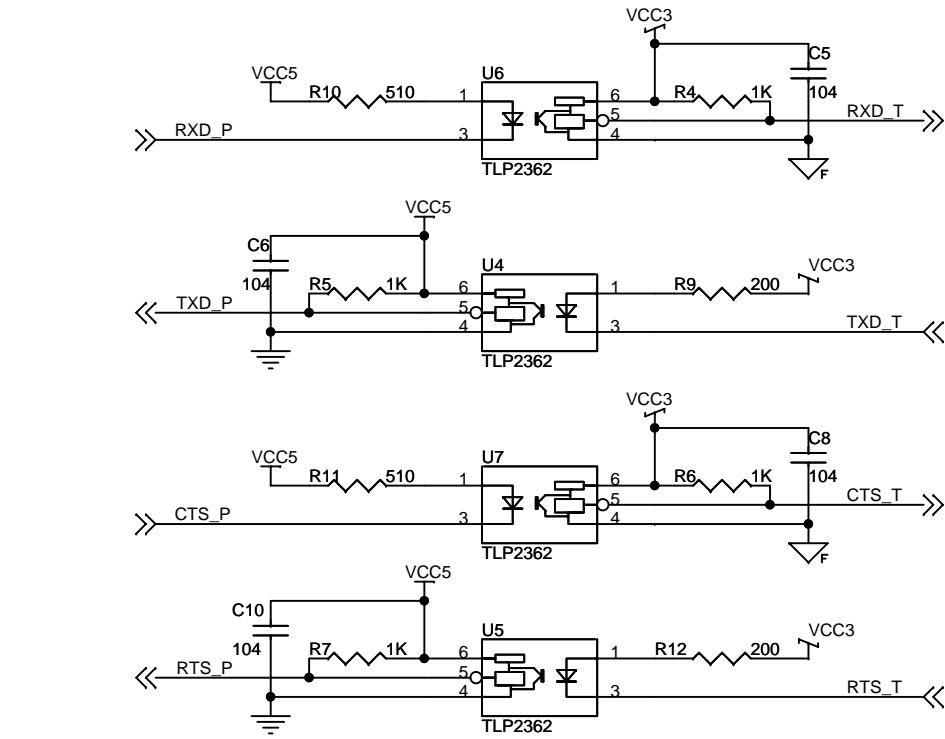 VCC3
C5
VCC5
U6
R10 510 1 6 R4 1K 104
RXD_P 3 5 RXD_T
4
TLP2362 F
VCC5
C6
U4
VCC3
104 R5 1K 6 1 R9 200
TXD_P 5 TXD_T
4 3
TLP2362
VCC3
C8
VCC5
U7
R11 510 1 6 R6 1K 104
CTS_P 3 5 CTS_T
4
TLP2362 F
VCC5
C10
U5
VCC3
104 R7 1K 6 1 R12 200
RTS_P 5 RTS_T
4 3
TLP2362